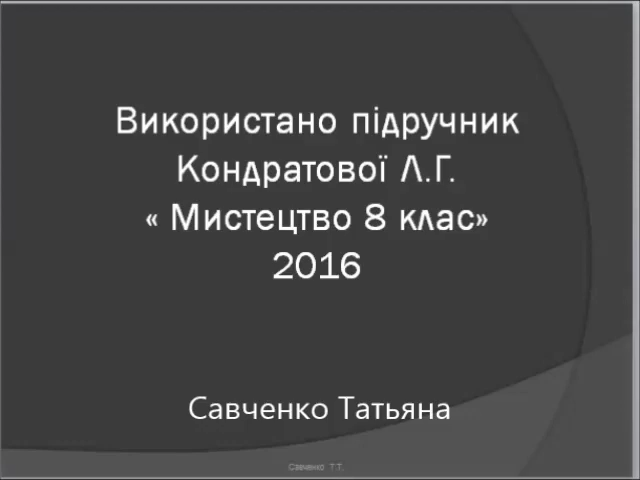 Використано підручник
Кондратової Л.Г.
« Мистецтво 8 клас»
2016
Савченко Татьяна
Савченко Т.Т.